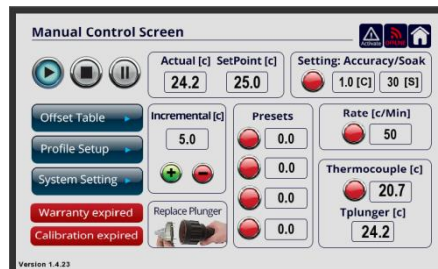 Manual Control Screen
Activate
OFFLINE
Actual [c] SetPoint [c]
24.2 25.0
Setting: Accuracy/Soak
1.0 [C] 30 [S]
Offset Table
Profile Setup
System Setting
Warranty expired
Calibration expired
Incremental [c]
5.0
Replace Plunger
Presets
0.0
0.0
0.0
0.0
Rate [c/Min]
50
Thermocouple [c]
20.7
Tplunger [c]
24.2
Version 1.4.23